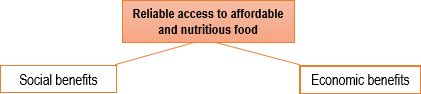 Reliable access to affordable
and nutritious food
Social benefits
Economic benefits